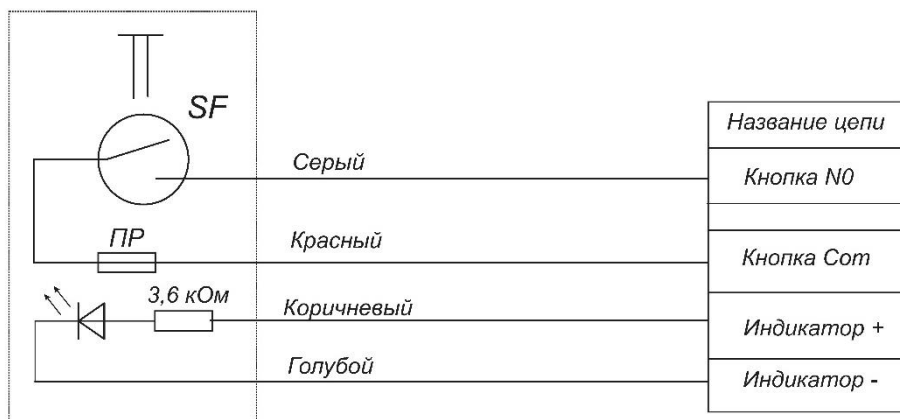 SF
Название цепи
Серый
Кнопка N0
ПР
Красный
Кнопка Com
3,6 кОм
Коричневый
Индикатор +
Голубой
Индикатор -